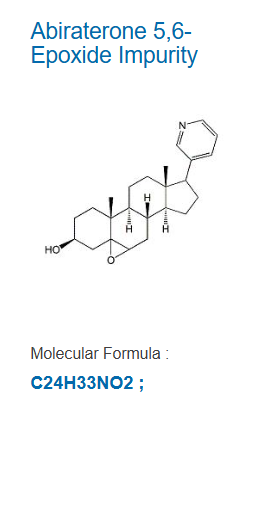 Abiraterone 5,6-
Epoxide Impurity
N
H
H
H
HO
O
Molecular Formula :
C24H33NO2 ;